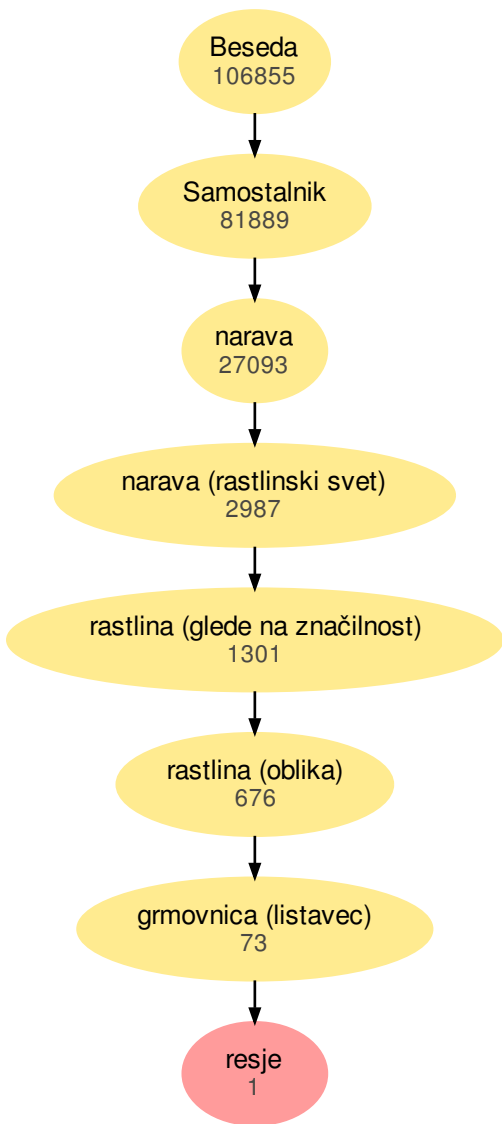 Beseda
106855
Samostalnik
81889
narava
27093
narava (rastlinski svet)
2987
rastlina (glede na značilnost)
1301
rastlina (oblika)
676
grmovnica (listavec)
73
resje
1